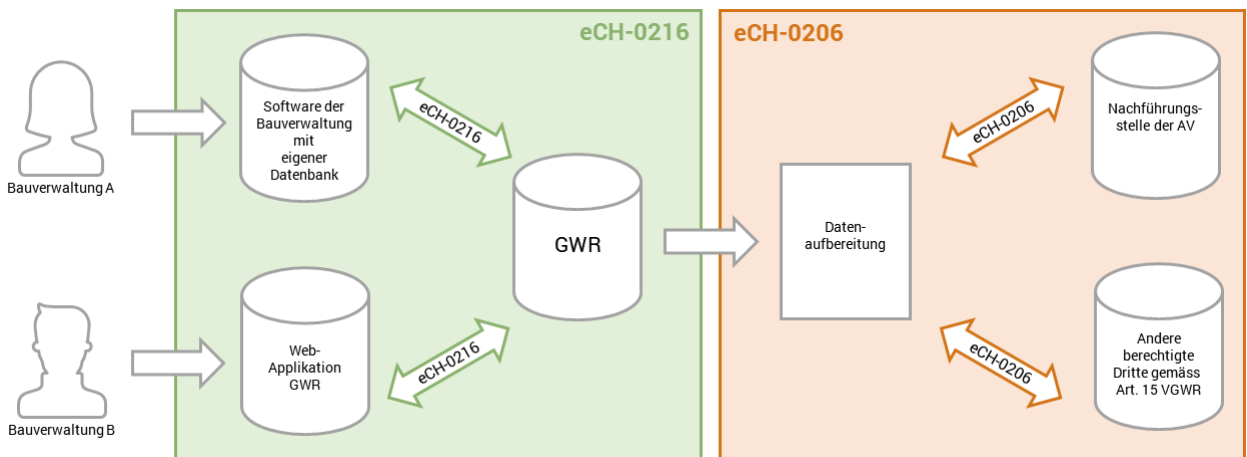 eCH-0216
eCH-0206
Software der
Bauverwaltung
mit
eigener
Datenbank
eCH-0216
eCH-0206
Nachführungs-
stelle der AV
Bauverwaltung A
GWR
Daten-
aufbereitung
Web-
Applikation
GWR
eCH-0216
eCH-0206
Andere
berechtigte
Dritte gemäss
Art. 15 VGWR
Bauverwaltung B